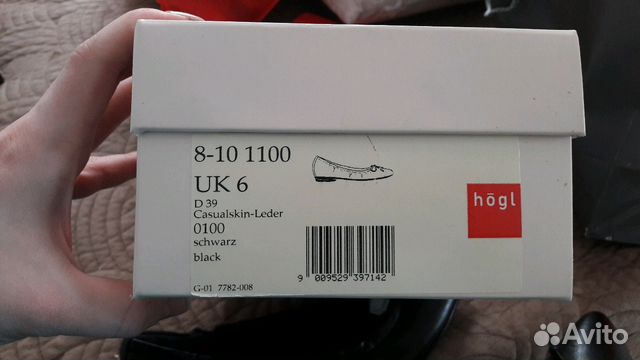 8-10 1100
UK 6
D 39
Casualskin-Leder
0100
schwarz
black
högl
9 009529 397142
G-01 7782-008
Avito